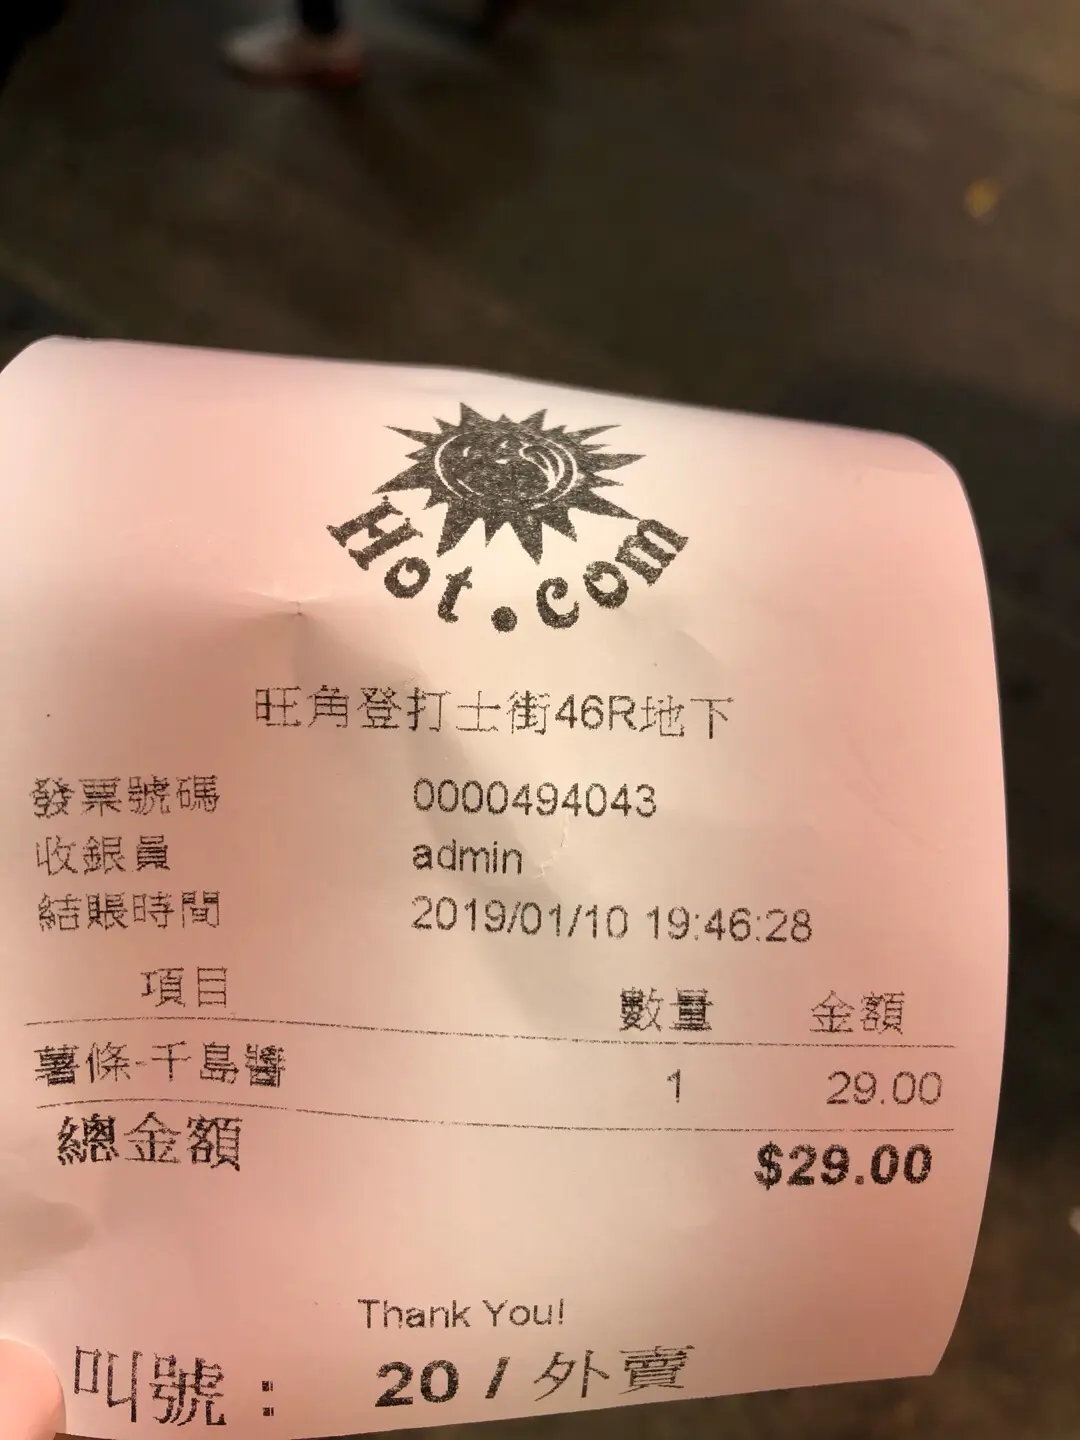 Hot.com
旺角登打士街46R地下
發票號碼 0000494043
收銀員 admin
結賬時間 2019/01/10 19:46:28
項目 數量 金額
薯條-千島醬 1 29.00
總金額 $29.00
Thank You!
叫號： 20 / 外賣